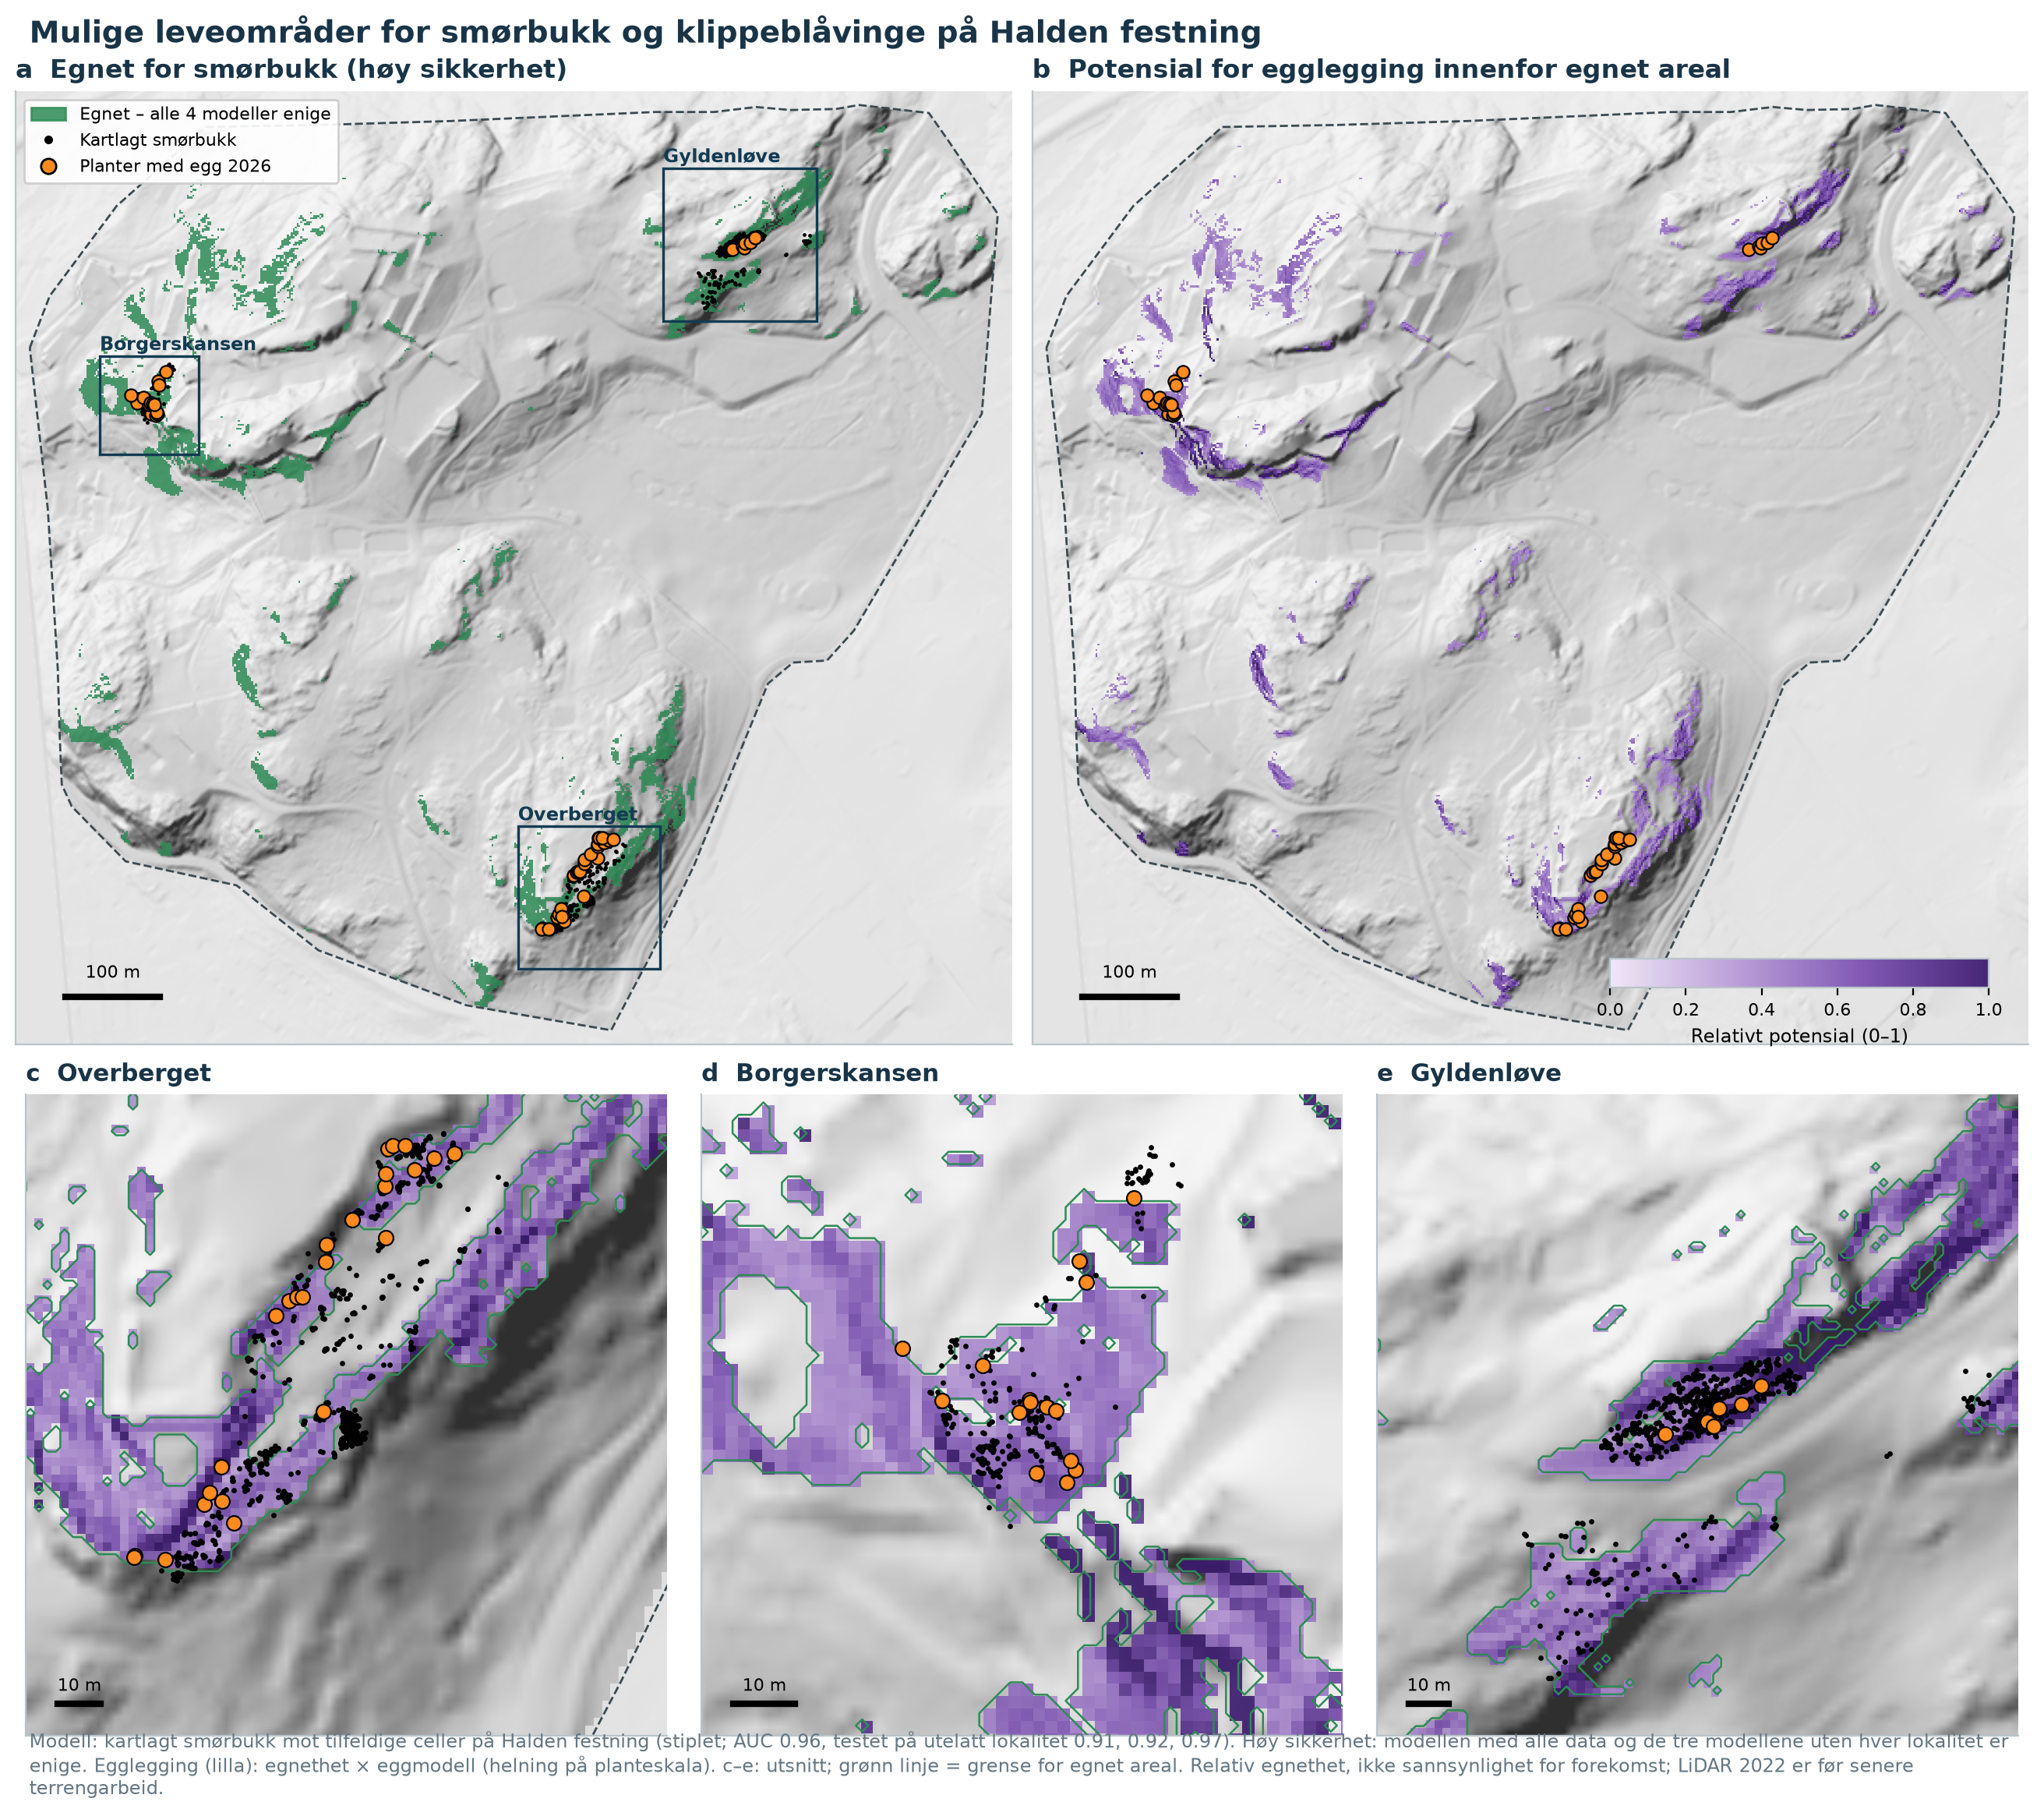 Mulige leveområder for smørbukk og klippeblåvinge på Halden festning
a Egnet for smørbukk (høy sikkerhet)
Egnet – alle 4 modeller enige
Kartlagt smørbukk
Planter med egg 2026
Gyldenløve
Borgerskansen
Overberget
100 m
b Potensial for egglegging innenfor egnet areal
100 m
0.0 0.2 0.4 0.6 0.8 1.0
Relativt potensial (0–1)
c Overberget
10 m
d Borgerskansen
10 m
e Gyldenløve
10 m
Modell: kartlagt smørbukk mot tilfeldige celler på Halden festning (stiplet; AUC 0.96, testet på utelatt lokalitet 0.91, 0.92, 0.97). Høy sikkerhet: modellen med alle data og de tre modellene uten hver lokalitet er
enige. Egglegging (lilla): egnethet × eggmodell (helning på planteskala). c–e: utsnitt; grønn linje = grense for egnet areal. Relativ egnethet, ikke sannsynlighet for forekomst; LiDAR 2022 er før senere
terrengarbeid.